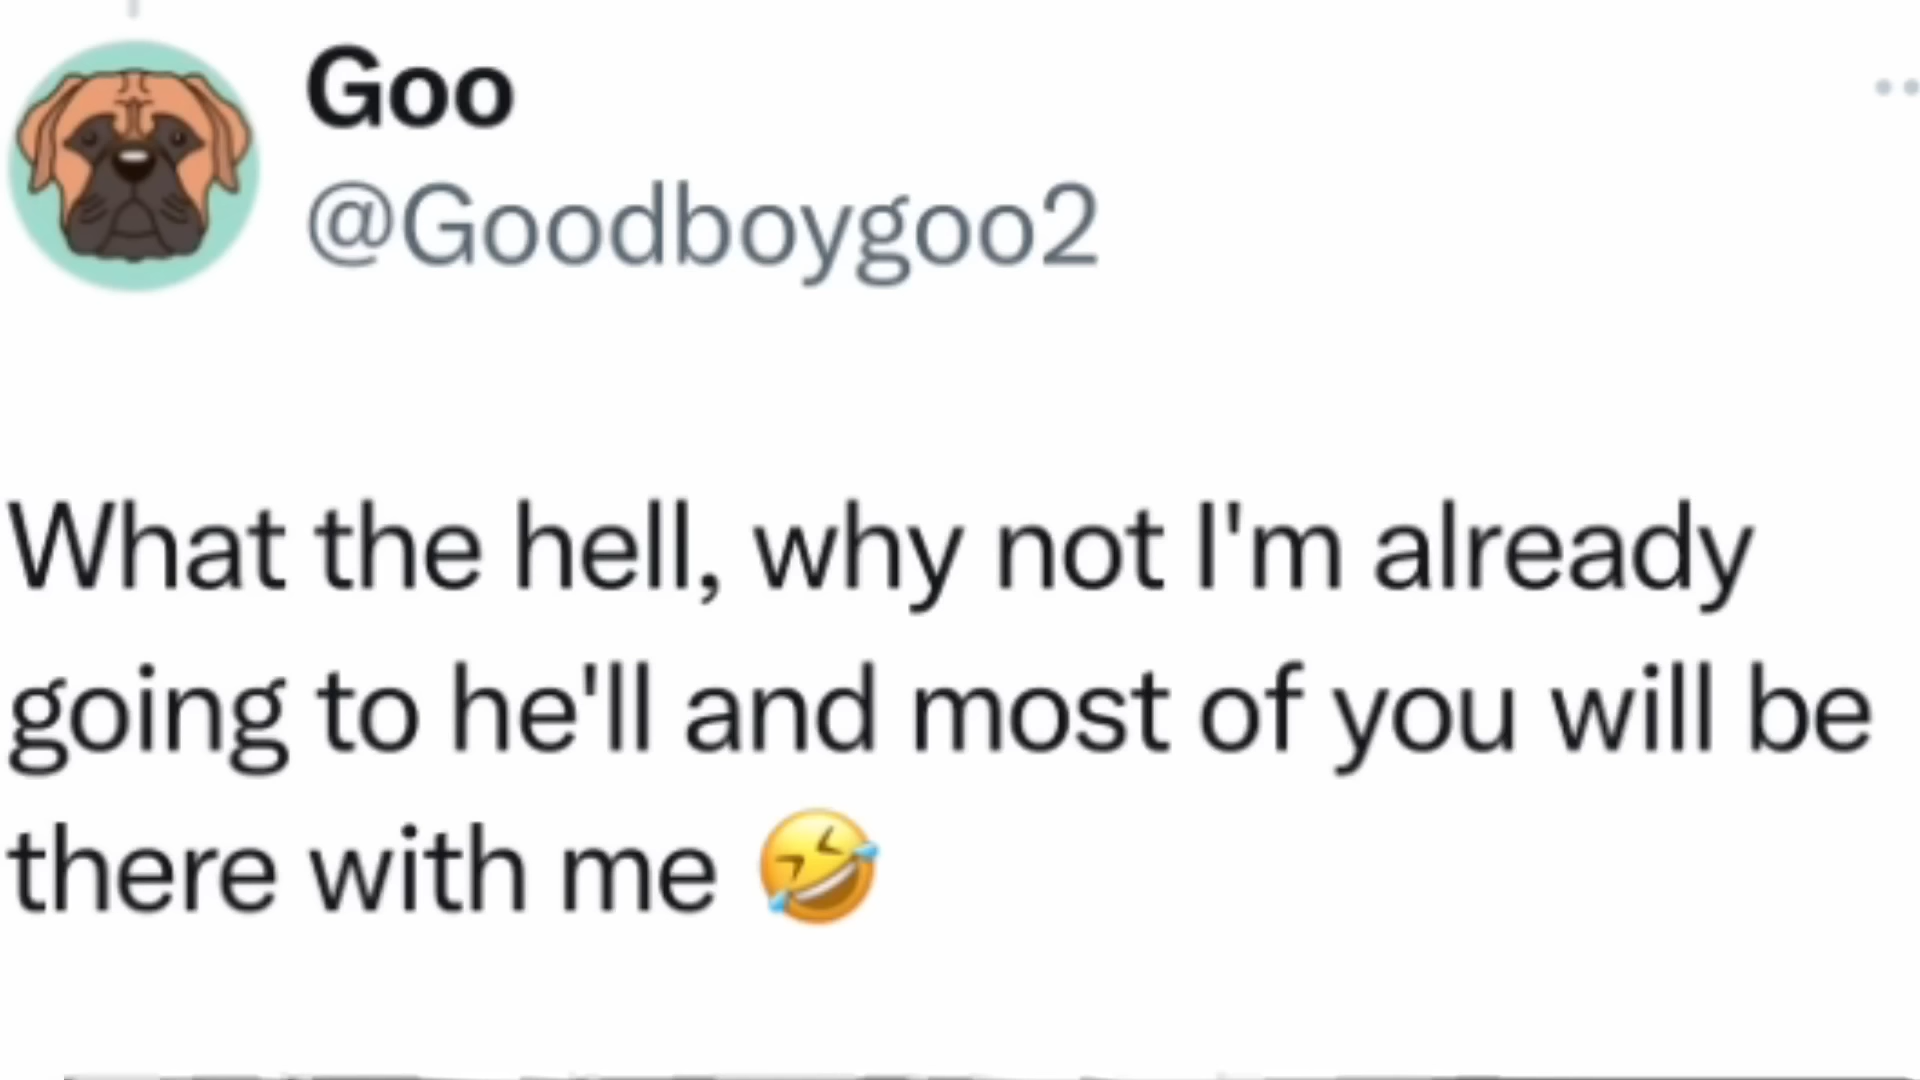 Goo
@Goodboygoo2
What the hell, why not I'm already
going to he'll and most of you will be
there with me 🤣